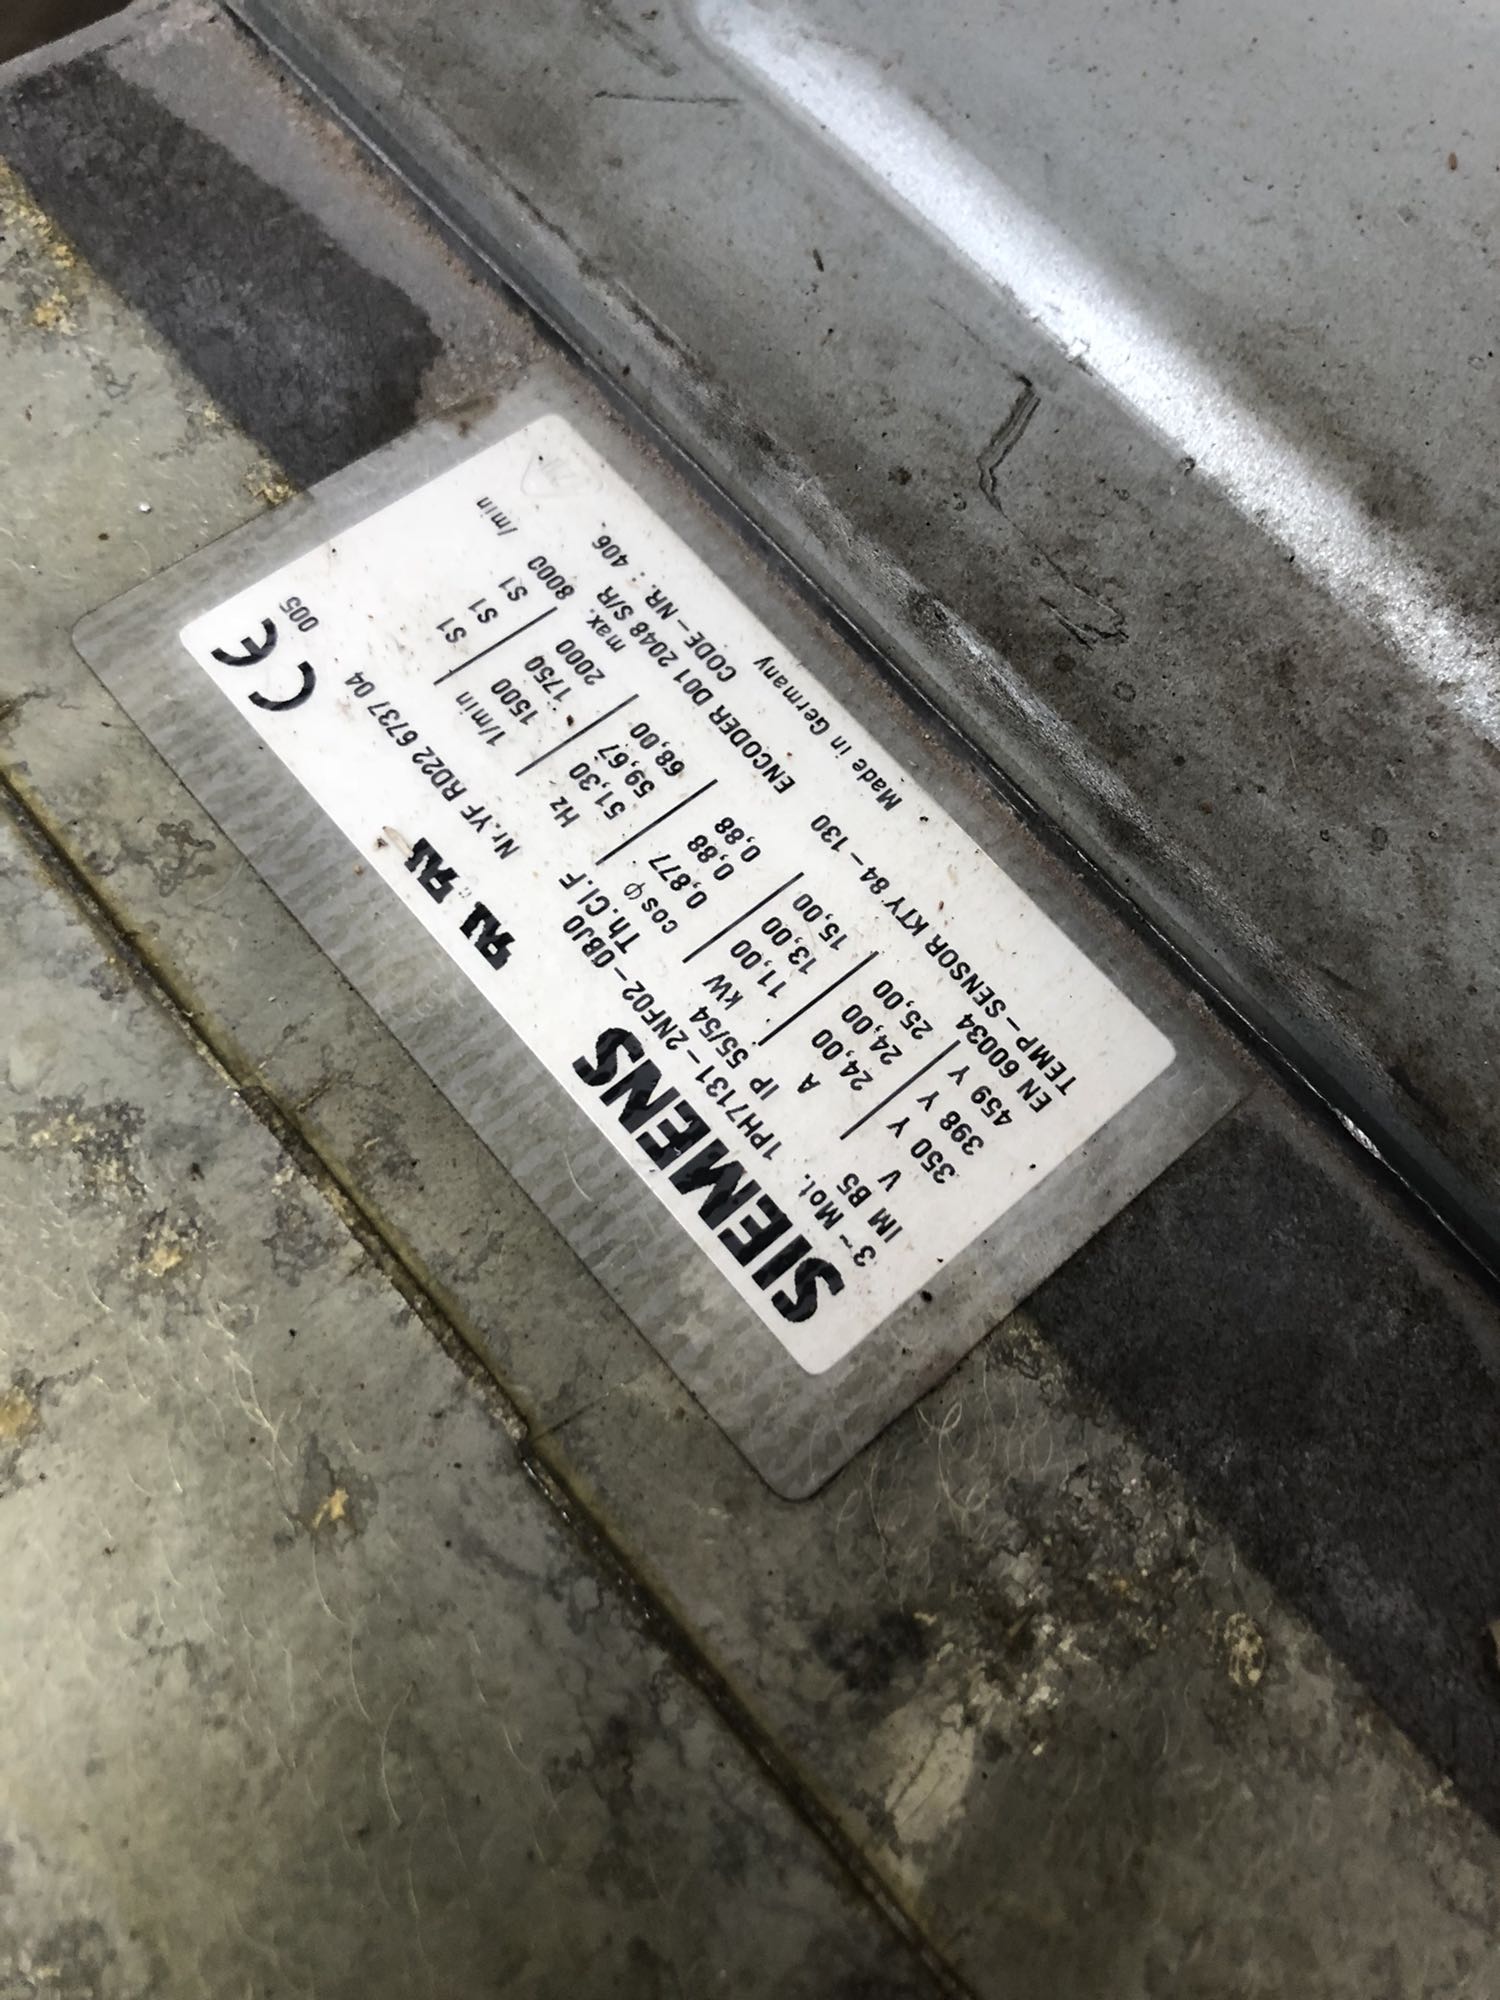 SIEMENS
3~ Mot. 1PH7131-2NF02-0BJ0 Nr.YF RD22 6737 04 005
IM B5 IP 55/54 Th.Cl.F
V A kW cos φ Hz 1/min
350 Y 24,00 11,00 0,877 51,30 1500 S1
398 Y 24,00 13,00 0,88 59,67 1750 S1
459 Y 25,00 15,00 0,88 68,00 2000 S1
EN 60034 max. 8000 /min
TEMP-SENSOR KTY 84-130 ENCODER D01 2048 S/R
CODE-NR.: 406
Made in Germany
CE